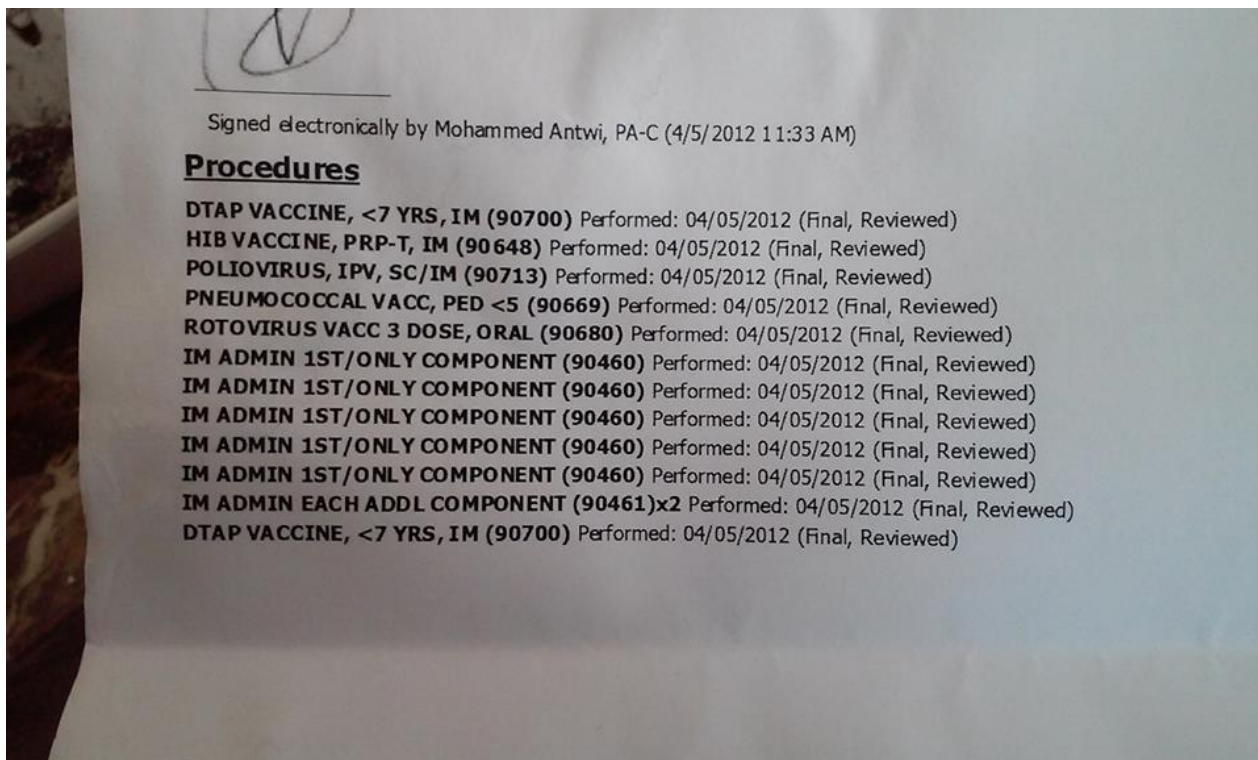 Signed electronically by Mohammed Antwi, PA-C (4/5/2012 11:33 AM)
Procedures
DTAP VACCINE, <7 YRS, IM (90700) Performed: 04/05/2012 (Final, Reviewed)
HIB VACCINE, PRP-T, IM (90648) Performed: 04/05/2012 (Final, Reviewed)
POLIOVIRUS, IPV, SC/IM (90713) Performed: 04/05/2012 (Final, Reviewed)
PNEUMOCOCCAL VACC, PED <5 (90669) Performed: 04/05/2012 (Final, Reviewed)
ROTOVIRUS VACC 3 DOSE, ORAL (90680) Performed: 04/05/2012 (Final, Reviewed)
IM ADMIN 1ST/ONLY COMPONENT (90460) Performed: 04/05/2012 (Final, Reviewed)
IM ADMIN 1ST/ONLY COMPONENT (90460) Performed: 04/05/2012 (Final, Reviewed)
IM ADMIN 1ST/ONLY COMPONENT (90460) Performed: 04/05/2012 (Final, Reviewed)
IM ADMIN 1ST/ONLY COMPONENT (90460) Performed: 04/05/2012 (Final, Reviewed)
IM ADMIN 1ST/ONLY COMPONENT (90460) Performed: 04/05/2012 (Final, Reviewed)
IM ADMIN EACH ADDL COMPONENT (90461)x2 Performed: 04/05/2012 (Final, Reviewed)
DTAP VACCINE, <7 YRS, IM (90700) Performed: 04/05/2012 (Final, Reviewed)